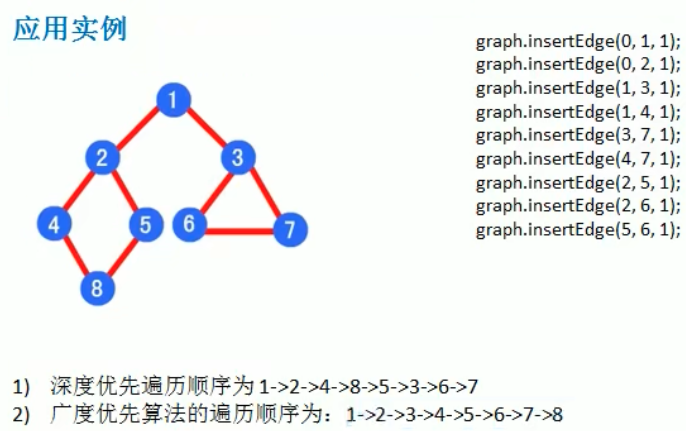 应用实例
graph.insertEdge(0, 1, 1);
graph.insertEdge(0, 2, 1);
graph.insertEdge(1, 3, 1);
graph.insertEdge(1, 4, 1);
graph.insertEdge(3, 7, 1);
graph.insertEdge(4, 7, 1);
graph.insertEdge(2, 5, 1);
graph.insertEdge(2, 6, 1);
graph.insertEdge(5, 6, 1);
1
2
3
4
5
6
7
8
1) 深度优先遍历顺序为 1->2->4->8->5->3->6->7
2) 广度优先算法的遍历顺序为：1->2->3->4->5->6->7->8